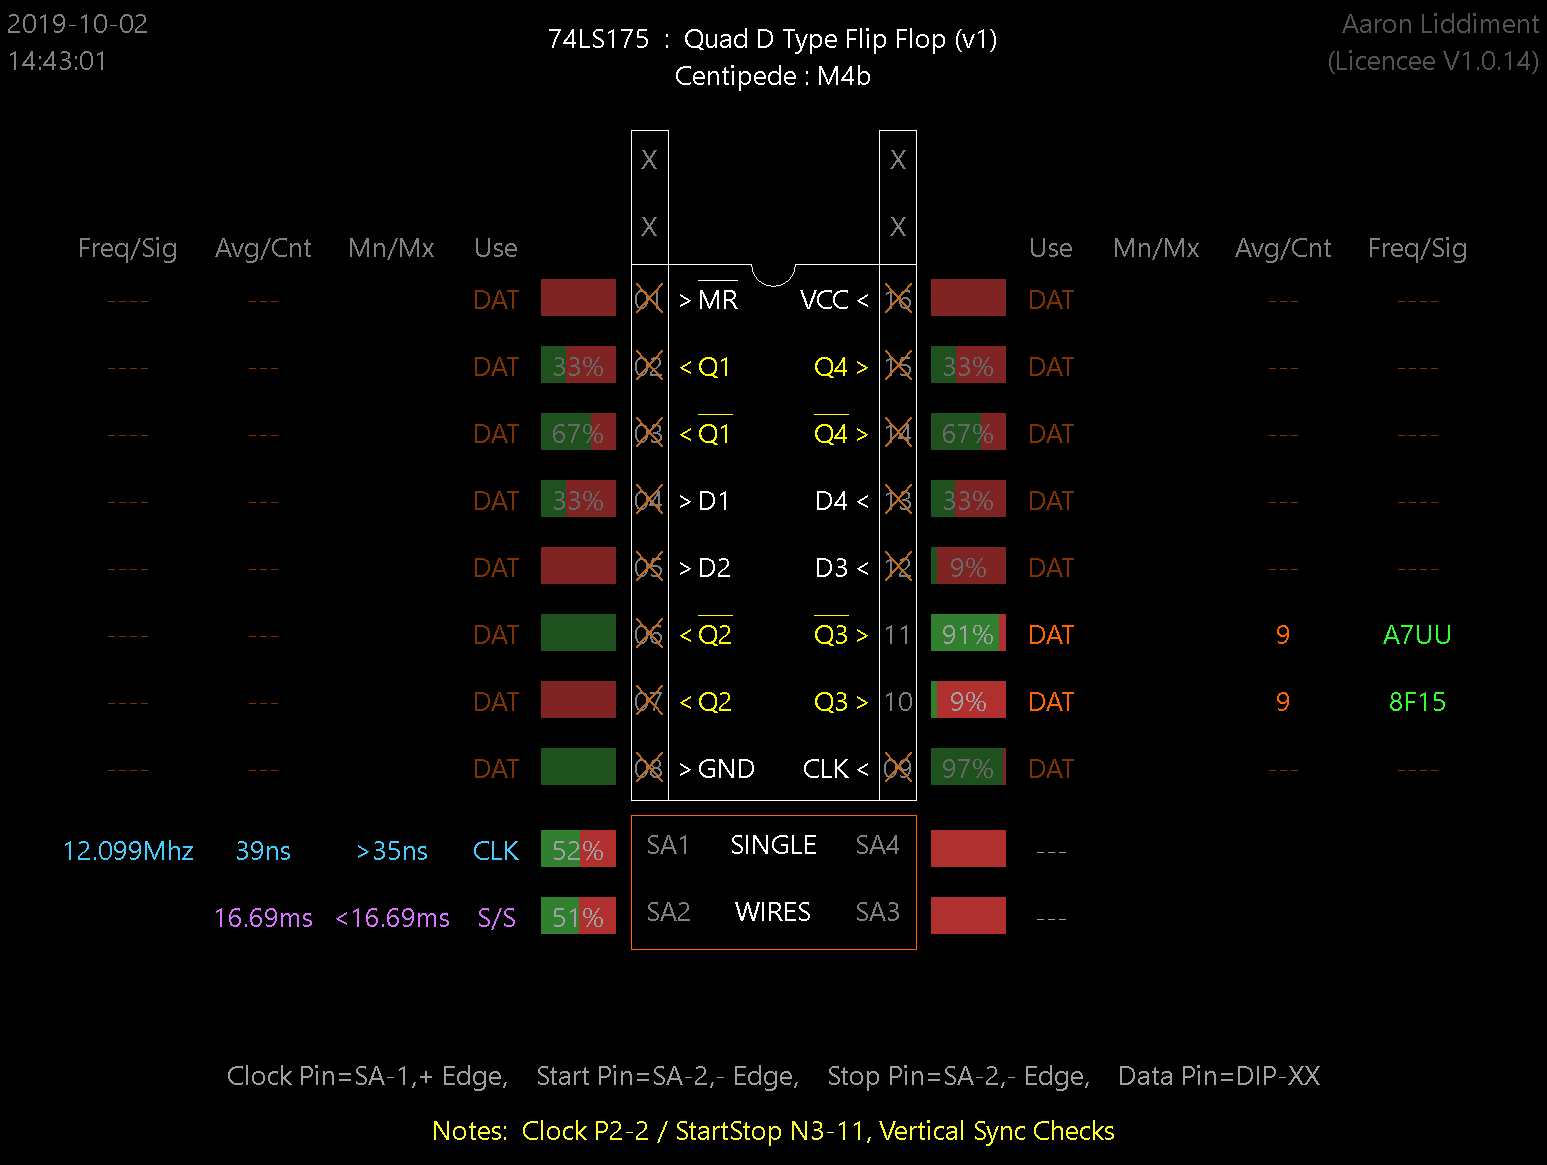 2019-10-02
14:43:01
74LS175 : Quad D Type Flip Flop (v1)
Centipede : M4b
Aaron Liddiment
(Licencee V1.0.14)
X X
X X
Freq/Sig Avg/Cnt Mn/Mx Use Use Mn/Mx Avg/Cnt Freq/Sig
---- --- DAT 01 > MR VCC < 16 DAT --- ----
---- --- DAT 33% 02 < Q1 Q4 > 15 33% DAT --- ----
---- --- DAT 67% 03 < Q1 Q4 > 14 67% DAT --- ----
---- --- DAT 33% 04 > D1 D4 < 13 33% DAT --- ----
---- --- DAT 05 > D2 D3 < 12 9% DAT --- ----
---- --- DAT 06 < Q2 Q3 > 11 91% DAT 9 A7UU
---- --- DAT 07 < Q2 Q3 > 10 9% DAT 9 8F15
---- --- DAT 08 > GND CLK < 09 97% DAT --- ----
12.099Mhz 39ns >35ns CLK 52% SA1 SINGLE SA4 ---
16.69ms <16.69ms S/S 51% SA2 WIRES SA3 ---
Clock Pin=SA-1,+ Edge, Start Pin=SA-2,- Edge, Stop Pin=SA-2,- Edge, Data Pin=DIP-XX
Notes: Clock P2-2 / StartStop N3-11, Vertical Sync Checks